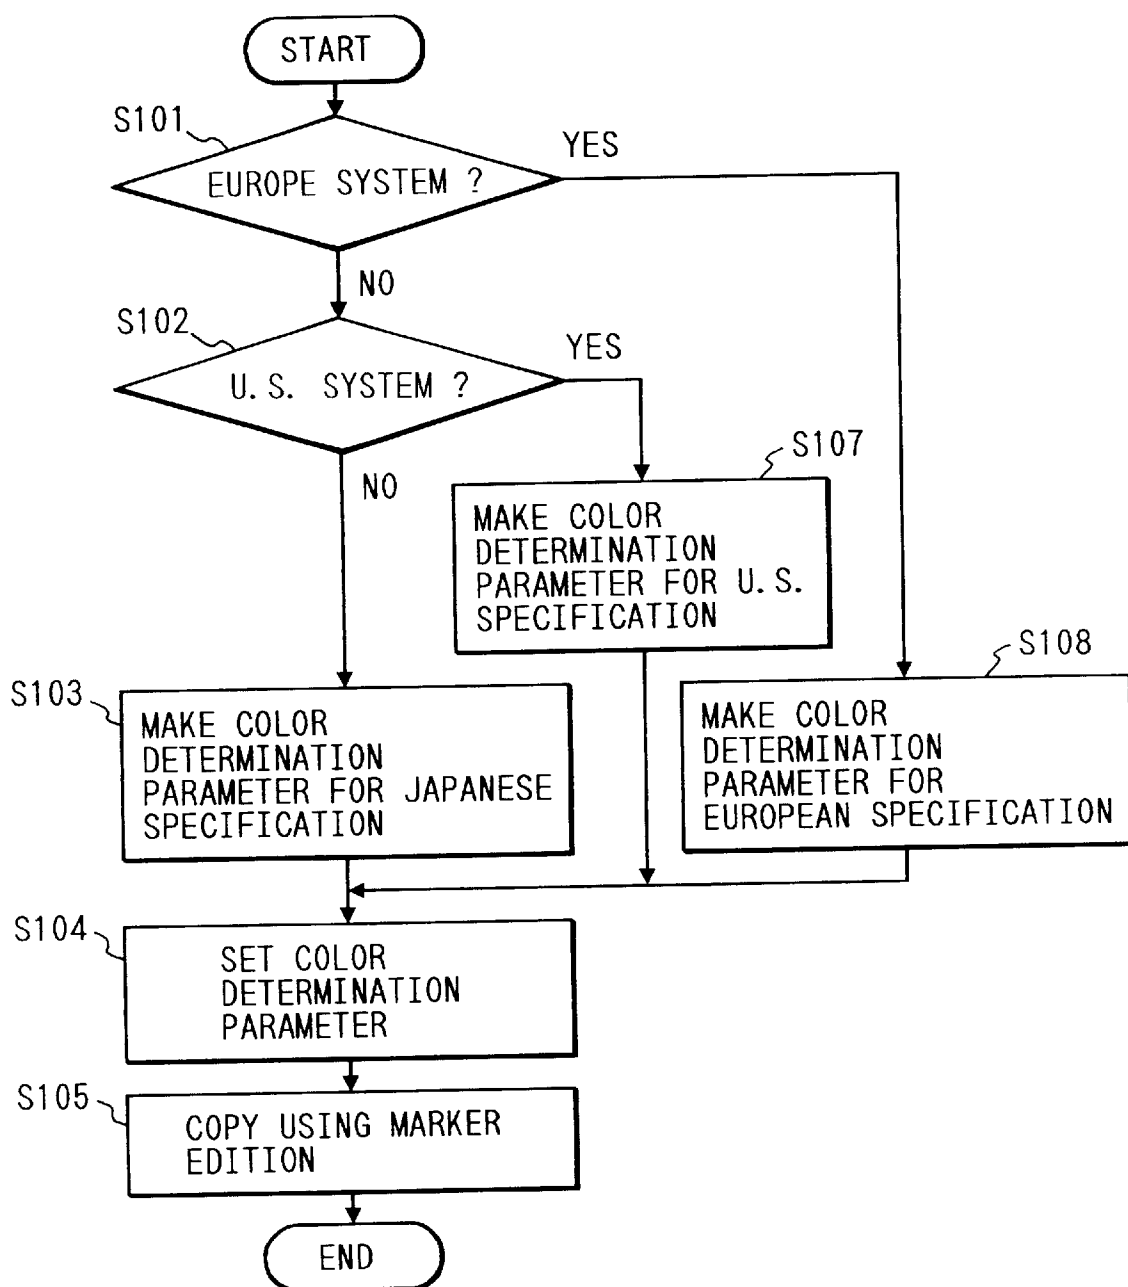 START
S101
EUROPE SYSTEM ?
YES
NO
S102
U.S. SYSTEM ?
YES
NO
S107
MAKE COLOR
DETERMINATION
PARAMETER FOR U.S.
SPECIFICATION
S108
MAKE COLOR
DETERMINATION
PARAMETER FOR
EUROPEAN SPECIFICATION
S103
MAKE COLOR
DETERMINATION
PARAMETER FOR JAPANESE
SPECIFICATION
S104
SET COLOR
DETERMINATION
PARAMETER
S105
COPY USING MARKER
EDITION
END